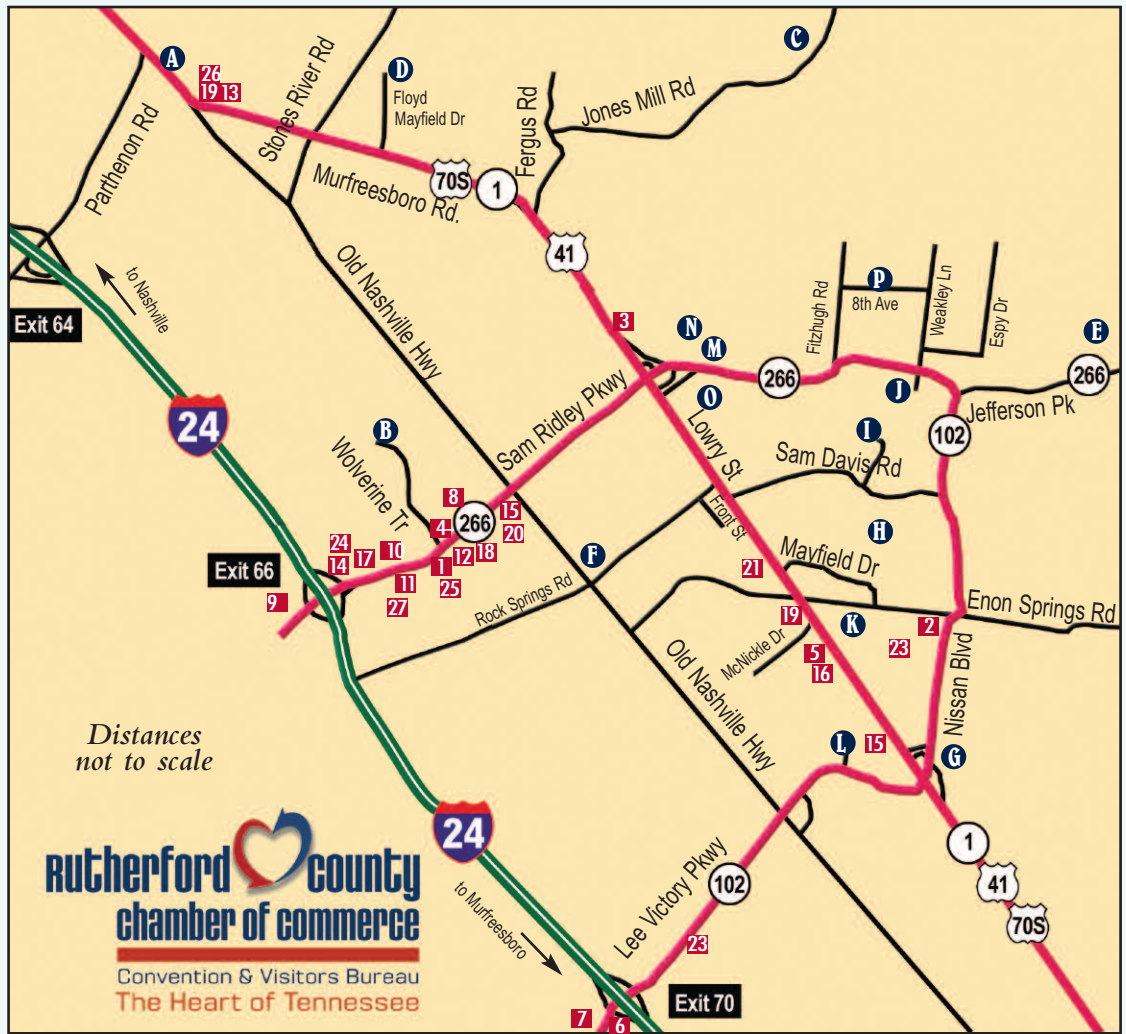 A
26
19 13
Stones River Rd
D
Floyd
Mayfield Dr
Fergus Rd
Jones Mill Rd
C
Parthenon Rd
Murfreesboro Rd.
70S
1
41
to Nashville
Exit 64
Old Nashville Hwy
24
3
N
M
O
P
8th Ave
Fitzhugh Rd
Weakley Ln
Espy Dr
E
266
266
J
Jefferson Pk
102
Sam Ridley Pkwy
Lowry St
I
Sam Davis Rd
Front St
B
Wolverine Tr
8
266
15
20
4
12
18
1
25
10
11
27
24
14
17
Exit 66
9
F
Rock Springs Rd
H
Mayfield Dr
21
19
K
McNickle Dr
5
16
2
23
Enon Springs Rd
Nissan Blvd
Old Nashville Hwy
L
15
G
1
41
70S
Distances
not to scale
24
to Murfreesboro
Lee Victory Pkwy
102
23
Exit 70
7
6
Rutherford county
chamber of commerce
Convention & Visitors Bureau
The Heart of Tennessee